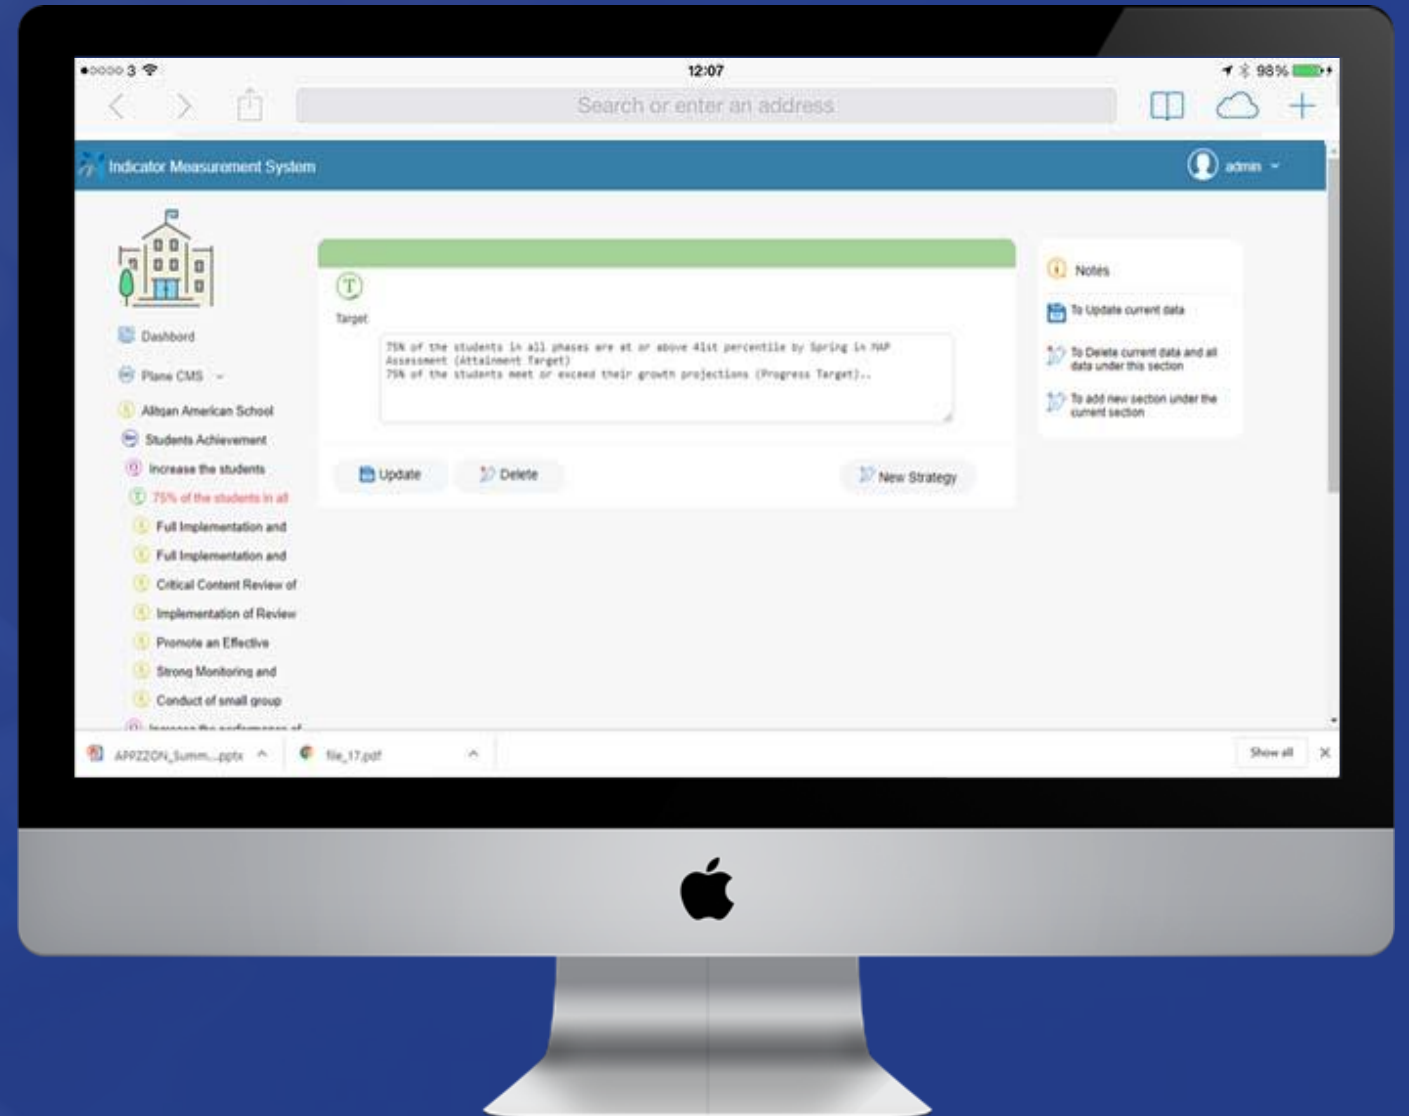 3
12:07
98%
Search or enter an address
Indicator Measurement System
admin
Dashbord
Plane CMS
Alitqan American School
Students Achievement
Increase the students
75% of the students in all
Full Implementation and
Full Implementation and
Critical Content Review of
Implementation of Review
Promote an Effective
Strong Monitoring and
Conduct of small group
Increase the performance of
T
Target
75% of the students in all phases are at or above 41st percentile by Spring in MAP
Assessment (Attainment Target)
75% of the students meet or exceed their growth projections (Progress Target)..
Update
Delete
New Strategy
Notes
To Update current data
To Delete current data and all
data under this section
To add new section under the
current section
APPZZON_Summ....pptx
file_17.pdf
Show all